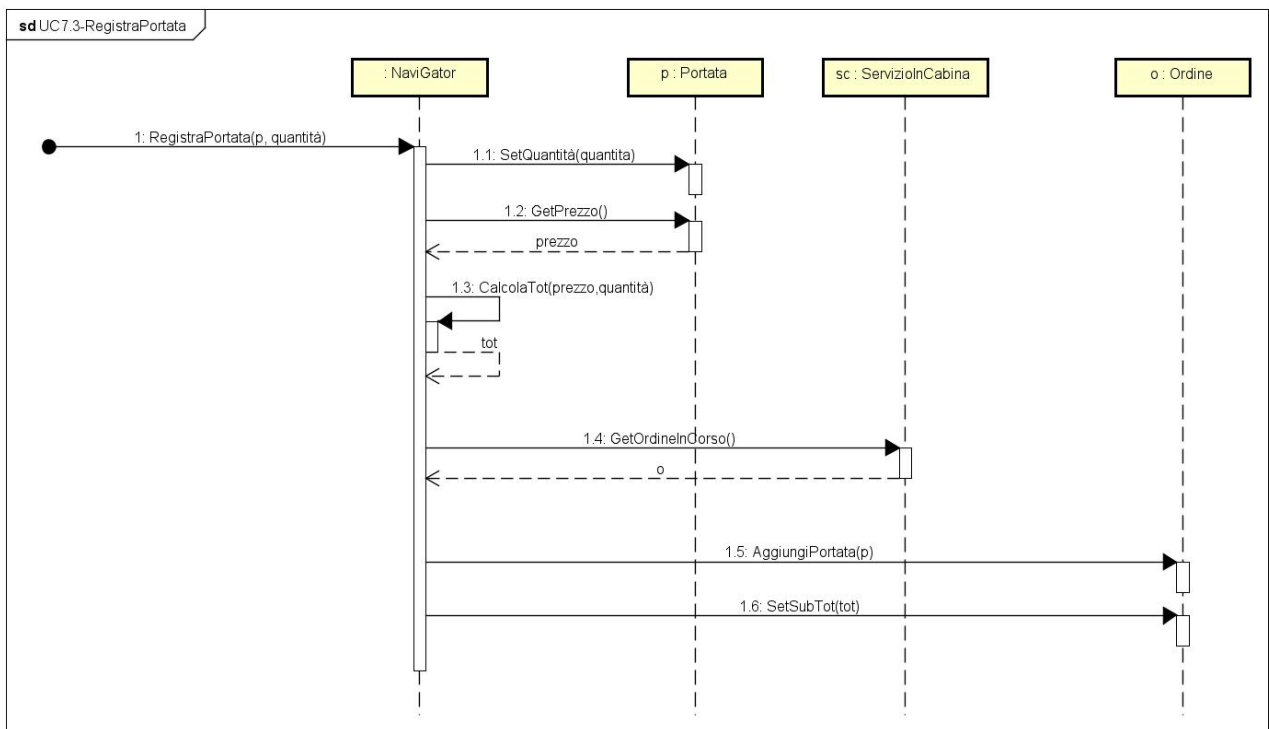 sd UC7.3-RegistraPortata
: NaviGator
p : Portata
sc : ServizioInCabina
o : Ordine
1: RegistraPortata(p, quantità)
1.1: SetQuantità(quantita)
1.2: GetPrezzo()
prezzo
1.3: CalcolaTot(prezzo,quantità)
tot
1.4: GetOrdineInCorso()
o
1.5: AggiungiPortata(p)
1.6: SetSubTot(tot)